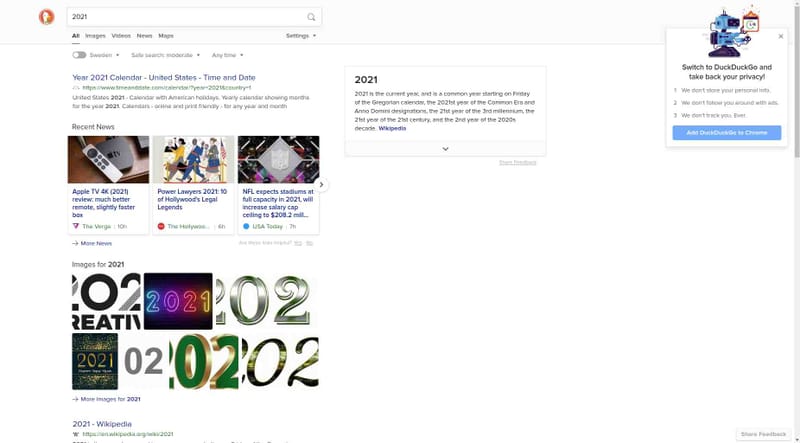 2021
All Images Videos News Maps Settings
Sweden Safe search: moderate Any time
Year 2021 Calendar - United States - Time and Date
https://www.timeanddate.com/calendar/?year=2021&country=1
United States 2021 - Calendar with American holidays. Yearly calendar showing months
for the year 2021. Calendars - online and print friendly - for any year and month
Recent News
Apple TV 4K (2021)
review: much better
remote, slightly faster
box
The Verge 10h
Power Lawyers 2021: 10
of Hollywood's Legal
Legends
The Hollywoo... 6h
NFL expects stadiums at
full capacity in 2021, will
increase salary cap
ceiling to $208.2 mill...
USA Today 7h
More News
Yes No
Images for 2021
202
REATIV
2021
202
2021
02
202
202
More Images for 2021
2021 - Wikipedia
https://en.wikipedia.org/wiki/2021
2021
2021 is the current year, and is a common year starting on Friday
of the Gregorian calendar, the 2021st year of the Common Era and
Anno Domini designations, the 21st year of the 3rd millennium, the
21st year of the 21st century, and the 2nd year of the 2020s
decade. Wikipedia
Share Feedback
Switch to DuckDuckGo and
take back your privacy!
1 We don't store your personal info.
2 We don't follow you around with ads.
3 We don't track you. Ever.
Add DuckDuckGo to Chrome
Share Feedback